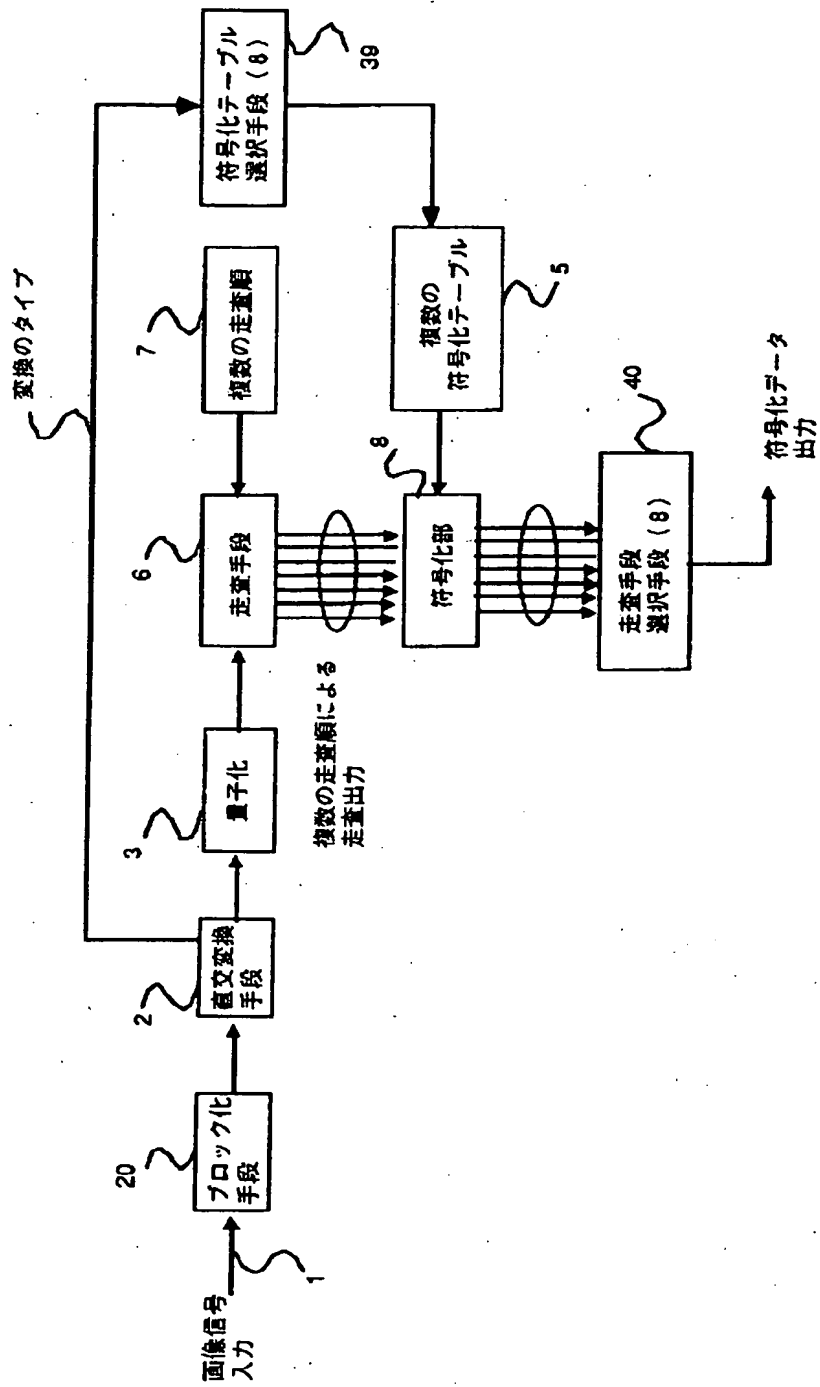 画像信号
入力
1
20
ブロック化
手段
2
直交変換
手段
3
量子化
6
走査手段
7
複数の走査順
変換のタイプ
符号化テーブル
選択手段(8)
39
複数の走査順による
走査出力
8
符号化部
複数の
符号化テーブル
5
走査手段
選択手段(8)
40
符号化データ
出力